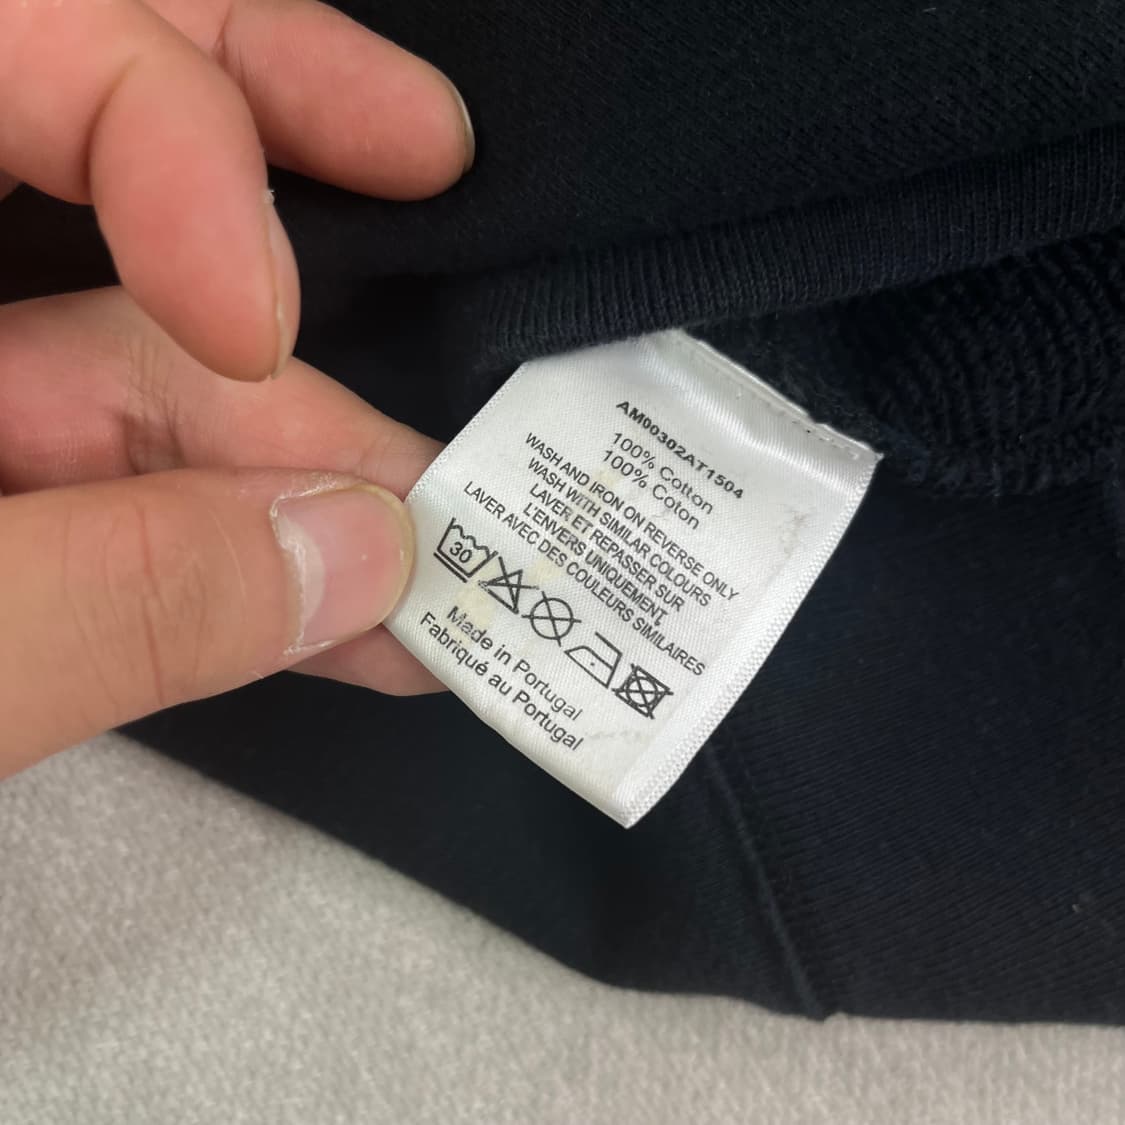 AM00302AT1504
100% Cotton
100% Coton
WASH AND IRON ON REVERSE ONLY
WASH WITH SIMILAR COLOURS
LAVER ET REPASSER SUR
L'ENVERS UNIQUEMENT,
LAVER AVEC DES COULEURS SIMILAIRES
30
Made in Portugal
Fabriqué au Portugal